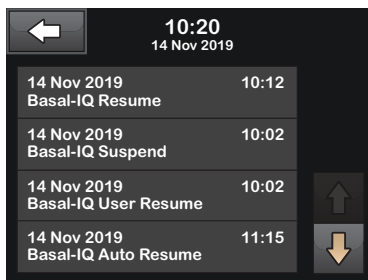 10:20
14 Nov 2019
14 Nov 2019 10:12
Basal-IQ Resume
14 Nov 2019 10:02
Basal-IQ Suspend
14 Nov 2019 10:02
Basal-IQ User Resume
14 Nov 2019 11:15
Basal-IQ Auto Resume